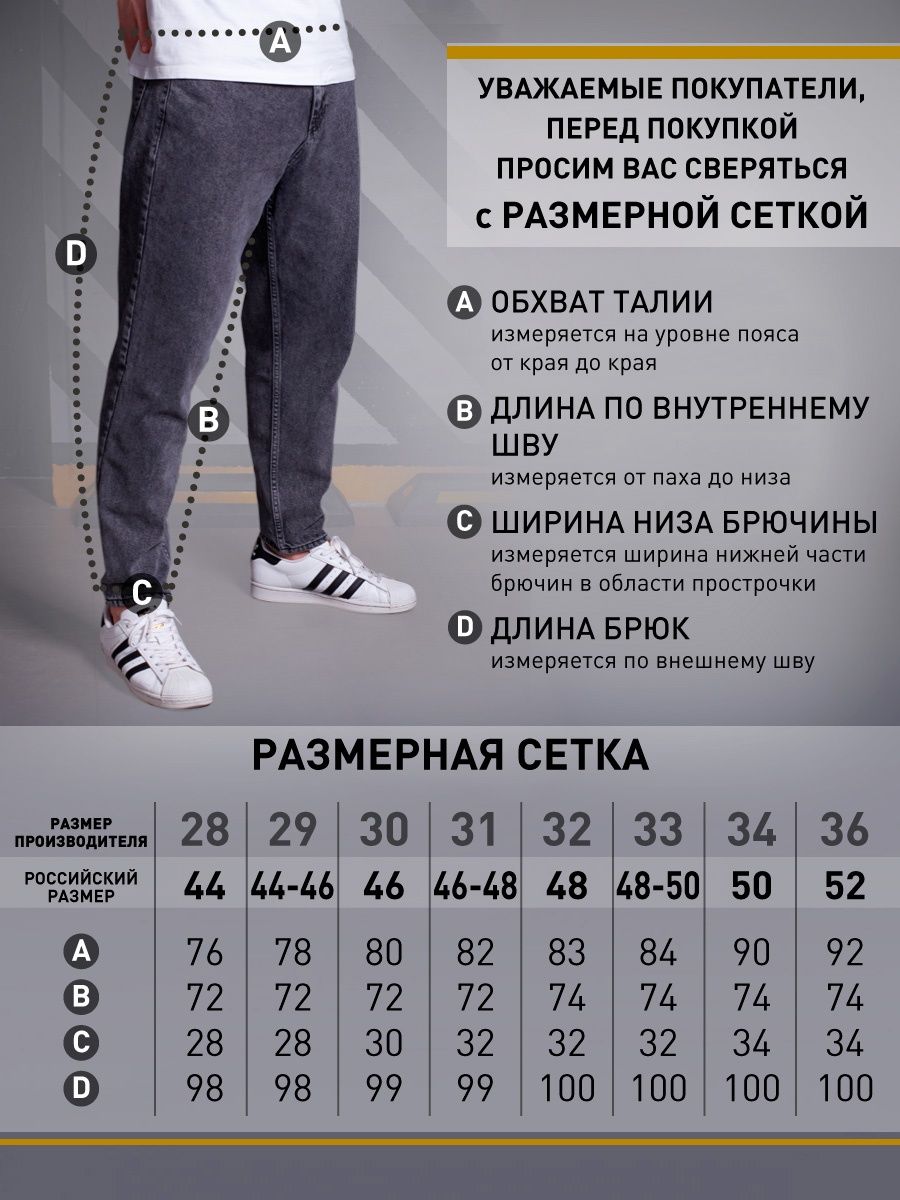 A
D
B
C
УВАЖАЕМЫЕ ПОКУПАТЕЛИ,
ПЕРЕД ПОКУПКОЙ
ПРОСИМ ВАС СВЕРЯТЬСЯ
с РАЗМЕРНОЙ СЕТКОЙ
A ОБХВАТ ТАЛИИ
измеряется на уровне пояса
от края до края
B ДЛИНА ПО ВНУТРЕННЕМУ
ШВУ
измеряется от паха до низа
C ШИРИНА НИЗА БРЮЧИНЫ
измеряется ширина нижней части
брючин в области прострочки
D ДЛИНА БРЮК
измеряется по внешнему шву
РАЗМЕРНАЯ СЕТКА
РАЗМЕР
ПРОИЗВОДИТЕЛЯ 28 29 30 31 32 33 34 36
РОССИЙСКИЙ
РАЗМЕР 44 44-46 46 46-48 48 48-50 50 52
A 76 78 80 82 83 84 90 92
B 72 72 72 72 74 74 74 74
C 28 28 30 32 32 32 34 34
D 98 98 99 99 100 100 100 100